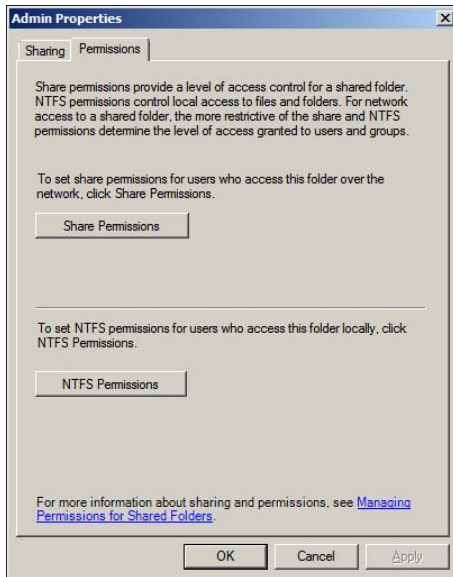 Admin Properties
Sharing
Permissions
Share permissions provide a level of access control for a shared folder.
NTFS permissions control local access to files and folders. For network
access to a shared folder, the more restrictive of the share and NTFS
permissions determine the level of access granted to users and groups.
To set share permissions for users who access this folder over the
network, click Share Permissions.
Share Permissions
To set NTFS permissions for users who access this folder locally, click
NTFS Permissions.
NTFS Permissions
For more information about sharing and permissions, see Managing
Permissions for Shared Folders.
OK
Cancel
Apply